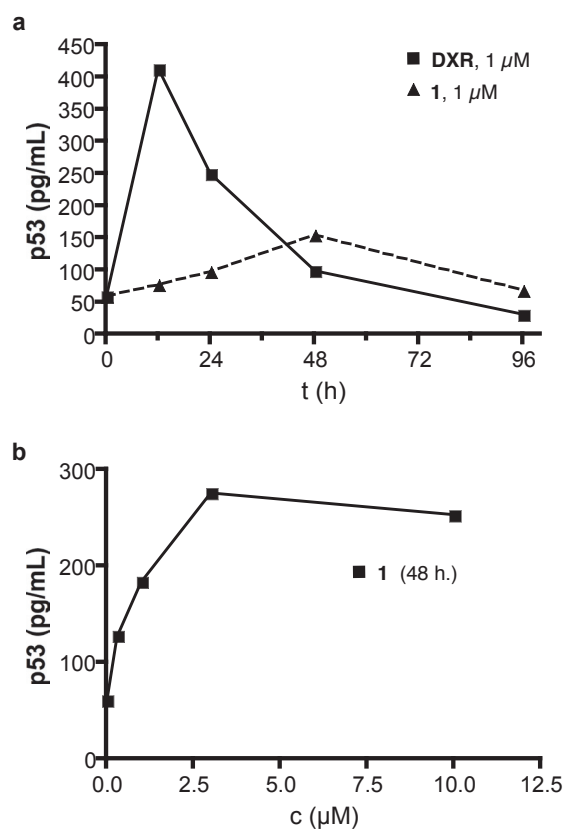 a
450
400
350
300
250
200
150
100
50
0
p53 (pg/mL)
DXR, 1 µM
1, 1 µM
0 24 48 72 96
t (h)
b
300
200
100
0
p53 (pg/mL)
1 (48 h.)
0.0 2.5 5.0 7.5 10.0 12.5
c (µM)